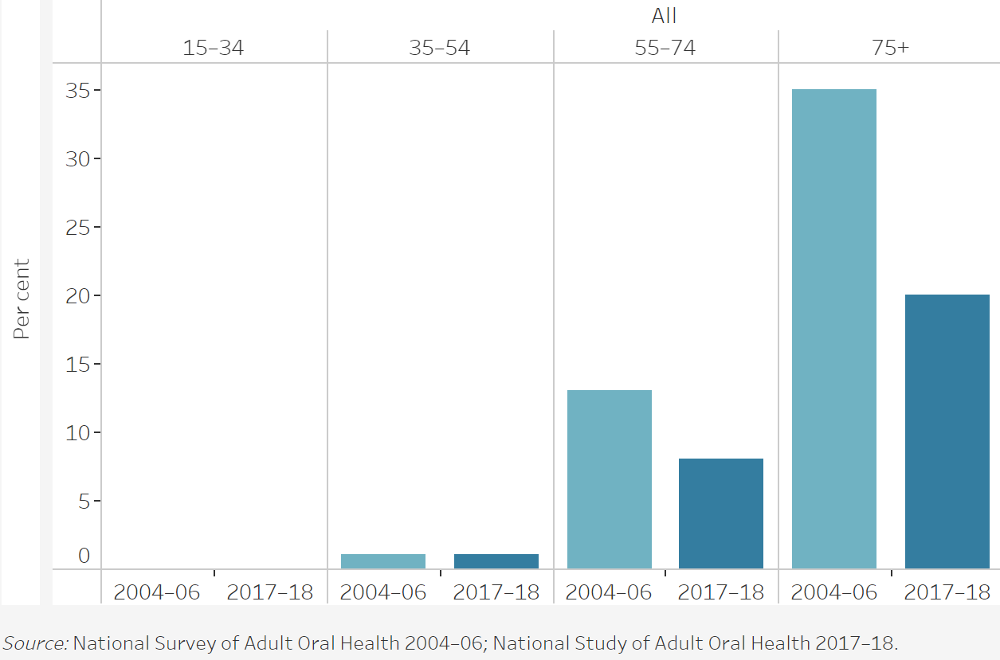 All
15–34 35–54 55–74 75+
Per cent
35
30
25
20
15
10
5
0
2004–06 2017–18 2004–06 2017–18 2004–06 2017–18 2004–06 2017–18
Source: National Survey of Adult Oral Health 2004–06; National Study of Adult Oral Health 2017–18.